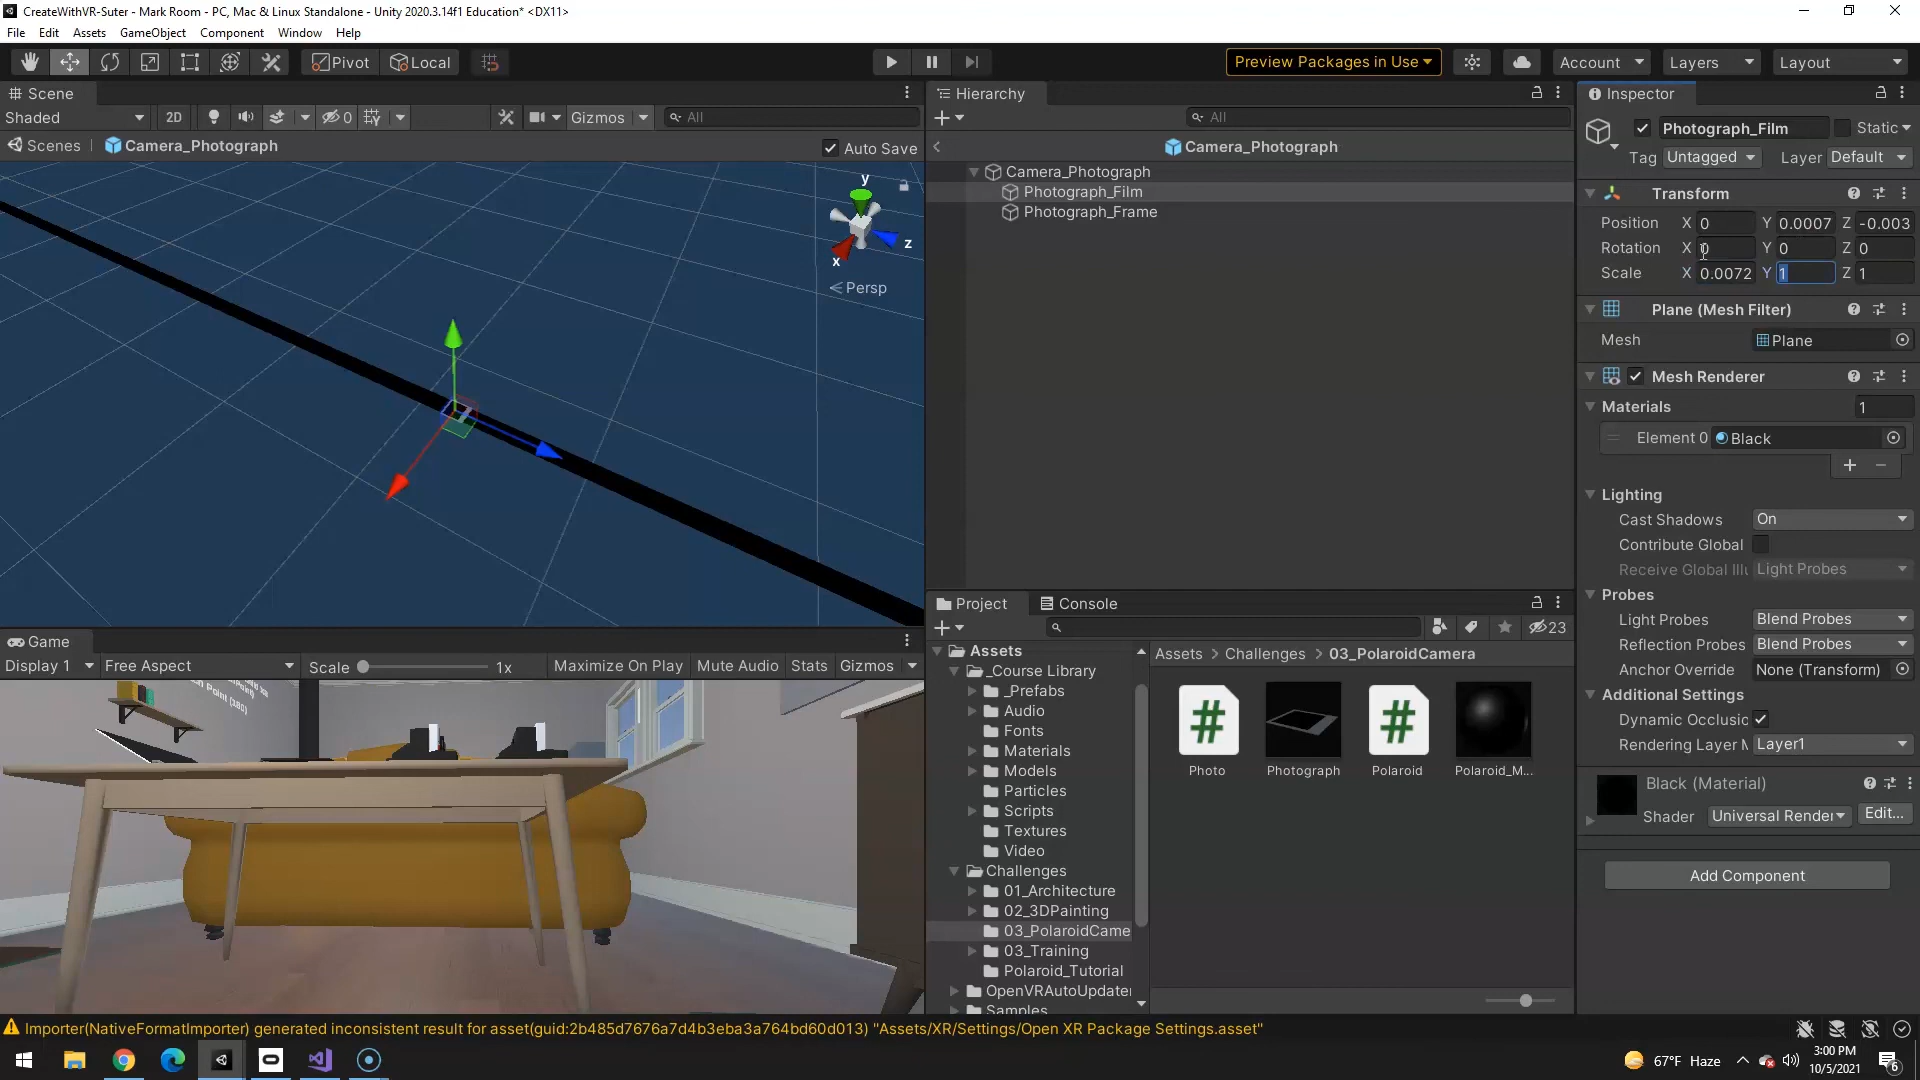 CreateWithVR-Suter - Mark Room - PC, Mac & Linux Standalone - Unity 2020.3.14f1 Education* <DX11>
File Edit Assets GameObject Component Window Help
Pivot Local Preview Packages in Use Account Layers Layout
Scene
Shaded 2D 0 Gizmos All
Scenes Camera_Photograph Auto Save
y
z
x
Persp
Hierarchy
All
Camera_Photograph
Camera_Photograph
Photograph_Film
Photograph_Frame
Inspector
Photograph_Film Static
Tag Untagged Layer Default
Transform
Position X 0 Y 0.0007 Z -0.003
Rotation X 0 Y 0 Z 0
Scale X 0.0072 Y 1 Z 1
Plane (Mesh Filter)
Mesh Plane
Mesh Renderer
Materials 1
Element 0 Black
Lighting
Cast Shadows On
Contribute Global
Receive Global Illu Light Probes
Probes
Light Probes Blend Probes
Reflection Probes Blend Probes
Anchor Override None (Transform)
Additional Settings
Dynamic Occlusic
Rendering Layer M Layer1
Black (Material)
Shader Universal Render Edit...
Add Component
Game
Display 1 Free Aspect Scale 1x Maximize On Play Mute Audio Stats Gizmos
Project Console
23
Assets
_Course Library
_Prefabs
Audio
Fonts
Materials
Models
Particles
Scripts
Textures
Video
Challenges
01_Architecture
02_3DPainting
03_PolaroidCame
03_Training
Polaroid_Tutorial
OpenVRAutoUpdater
Samples
Assets > Challenges > 03_PolaroidCamera
Photo Photograph Polaroid Polaroid_M...
Importer(NativeFormatImporter) generated inconsistent result for asset(guid:2b485d7676a7d4b3eba3a764bd60d013) "Assets/XR/Settings/Open XR Package Settings.asset"
67°F Haze
3:00 PM
10/5/2021
6